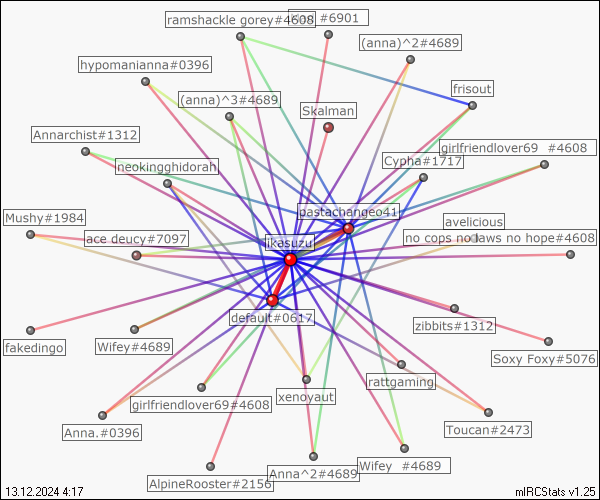 ramshackle gorey#4608
#6901
(anna)^2#4689
hypomanianna#0396
frisout
(anna)^3#4689
Skalman
Annarchist#1312
girlfriendlover69 #4608
neokingghidorah
Cypha#1717
Mushy#1984
pastachangeo41
avelicious
ace deucy#7097
ikasuzu
no cops no laws no hope#4608
default#0617
zibbits#1312
fakedingo
Wifey#4689
Soxy Foxy#5076
rattgaming
girlfriendlover69#4608
xenoyaut
Anna.#0396
Toucan#2473
AlpineRooster#2156
Anna^2#4689
Wifey #4689
13.12.2024 4:17
mIRCStats v1.25